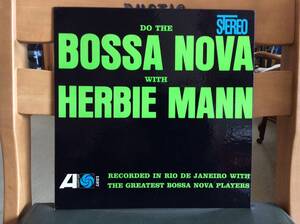 DO THE
STEREO
BOSSA NOVA
WITH
HERBIE MANN
RECORDED IN RIO DE JANEIRO WITH
THE GREATEST BOSSA NOVA PLAYERS